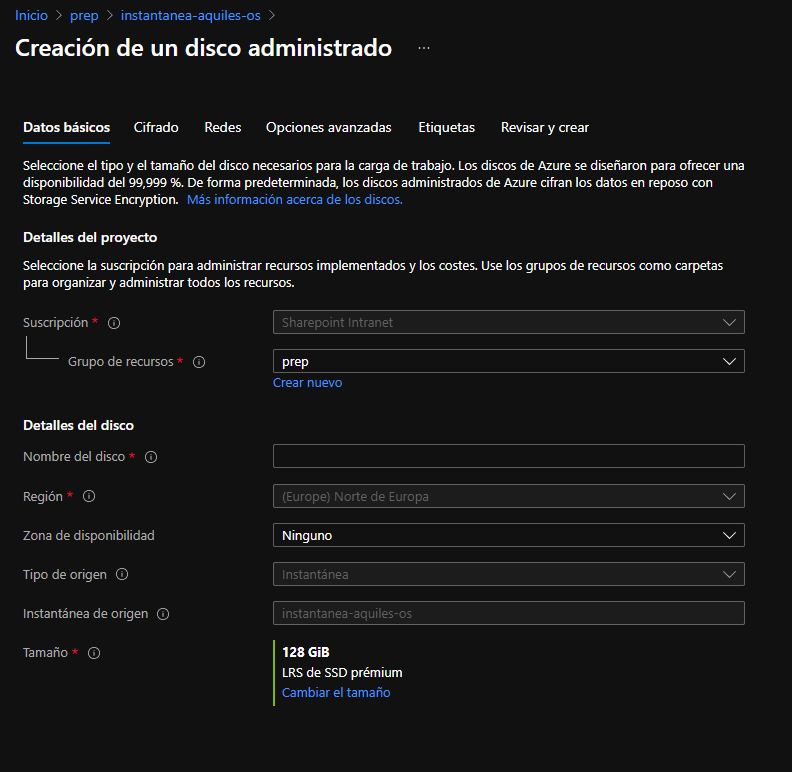 Inicio > prep > instantanea-aquiles-os >
Creación de un disco administrado ...
Datos básicos Cifrado Redes Opciones avanzadas Etiquetas Revisar y crear
Seleccione el tipo y el tamaño del disco necesarios para la carga de trabajo. Los discos de Azure se diseñaron para ofrecer una
disponibilidad del 99,999 %. De forma predeterminada, los discos administrados de Azure cifran los datos en reposo con
Storage Service Encryption. Más información acerca de los discos.
Detalles del proyecto
Seleccione la suscripción para administrar recursos implementados y los costes. Use los grupos de recursos como carpetas
para organizar y administrar todos los recursos.
Suscripción * Sharepoint Intranet
Grupo de recursos * prep
Crear nuevo
Detalles del disco
Nombre del disco *
Región * (Europe) Norte de Europa
Zona de disponibilidad Ninguno
Tipo de origen Instantánea
Instantánea de origen instantanea-aquiles-os
Tamaño * 128 GiB
LRS de SSD prémium
Cambiar el tamaño